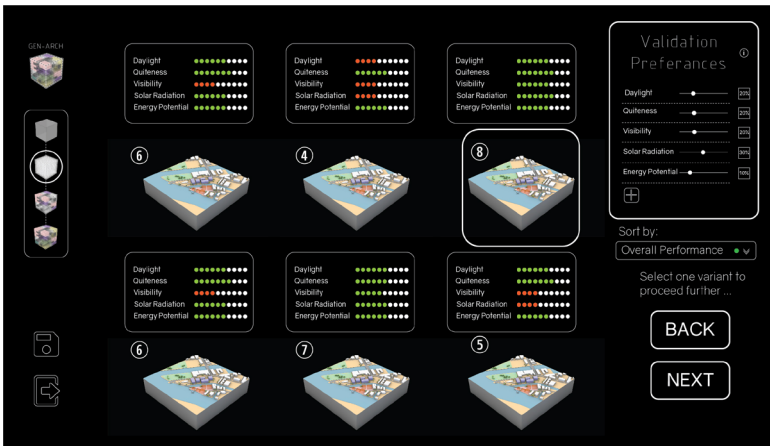 GEN-ARCH
Daylight
Quiteness
Visibility
Solar Radiation
Energy Potential
Daylight
Quiteness
Visibility
Solar Radiation
Energy Potential
Daylight
Quiteness
Visibility
Solar Radiation
Energy Potential
6
4
8
Daylight
Quiteness
Visibility
Solar Radiation
Energy Potential
Daylight
Quiteness
Visibility
Solar Radiation
Energy Potential
Daylight
Quiteness
Visibility
Solar Radiation
Energy Potential
6
7
5
Validation
Preferances
i
Daylight 20%
Quiteness 20%
Visibility 20%
Solar Radiation 30%
Energy Potential 10%
Sort by:
Overall Performance
Select one variant to
proceed further ...
BACK
NEXT